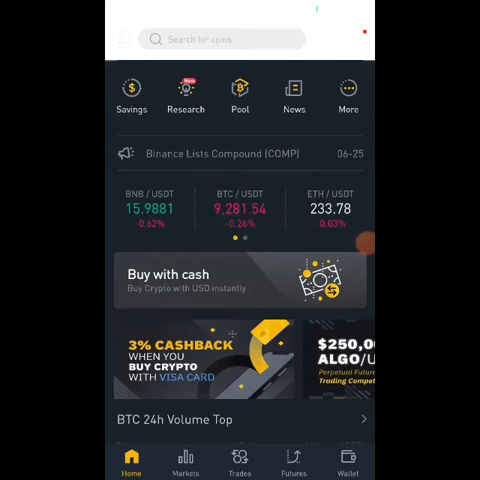 Search for coins
Savings
New
Research
Pool
News
More
Binance Lists Compound (COMP) 06-25
BNB / USDT
15.9881
-0.62%
BTC / USDT
9,281.54
-0.26%
ETH / USDT
233.78
-0.03%
Buy with cash
Buy Crypto with USD instantly
3% CASHBACK
WHEN YOU
BUY CRYPTO
WITH VISA CARD
$250,0
ALGO/U
Perpetual Future
Trading Compet
BTC 24h Volume Top
Home
Markets
Trades
Futures
Wallet